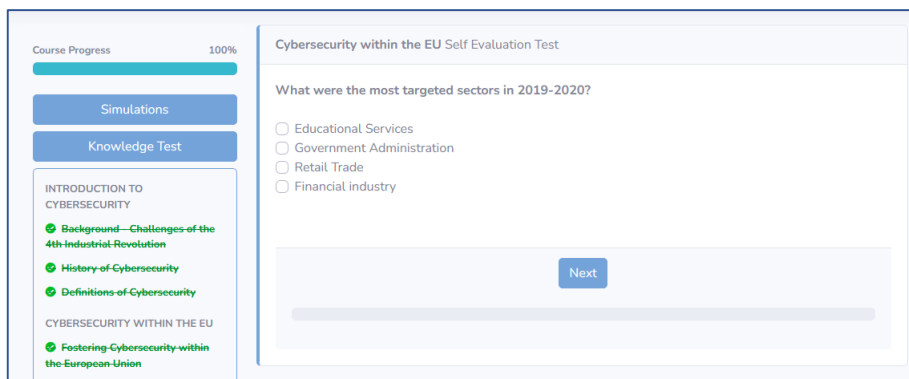 Course Progress 100%
Simulations
Knowledge Test
INTRODUCTION TO
CYBERSECURITY
Background - Challenges of the
4th Industrial Revolution
History of Cybersecurity
Definitions of Cybersecurity
CYBERSECURITY WITHIN THE EU
Fostering Cybersecurity within
the European Union
Cybersecurity within the EU Self Evaluation Test
What were the most targeted sectors in 2019-2020?
Educational Services
Government Administration
Retail Trade
Financial industry
Next